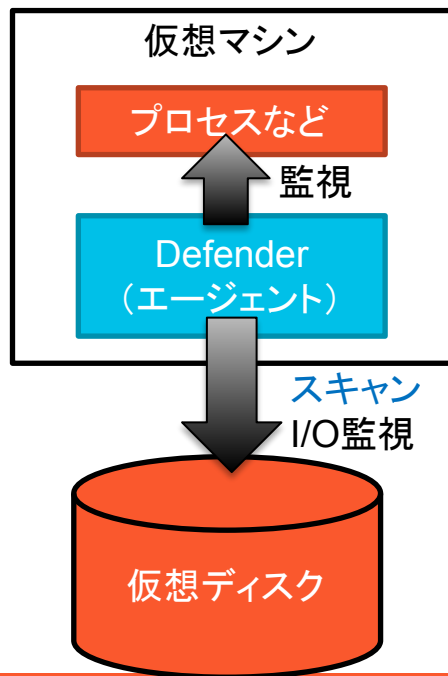 仮想マシン
プロセスなど
監視
Defender
（エージェント）
スキャン
I/O監視
仮想ディスク